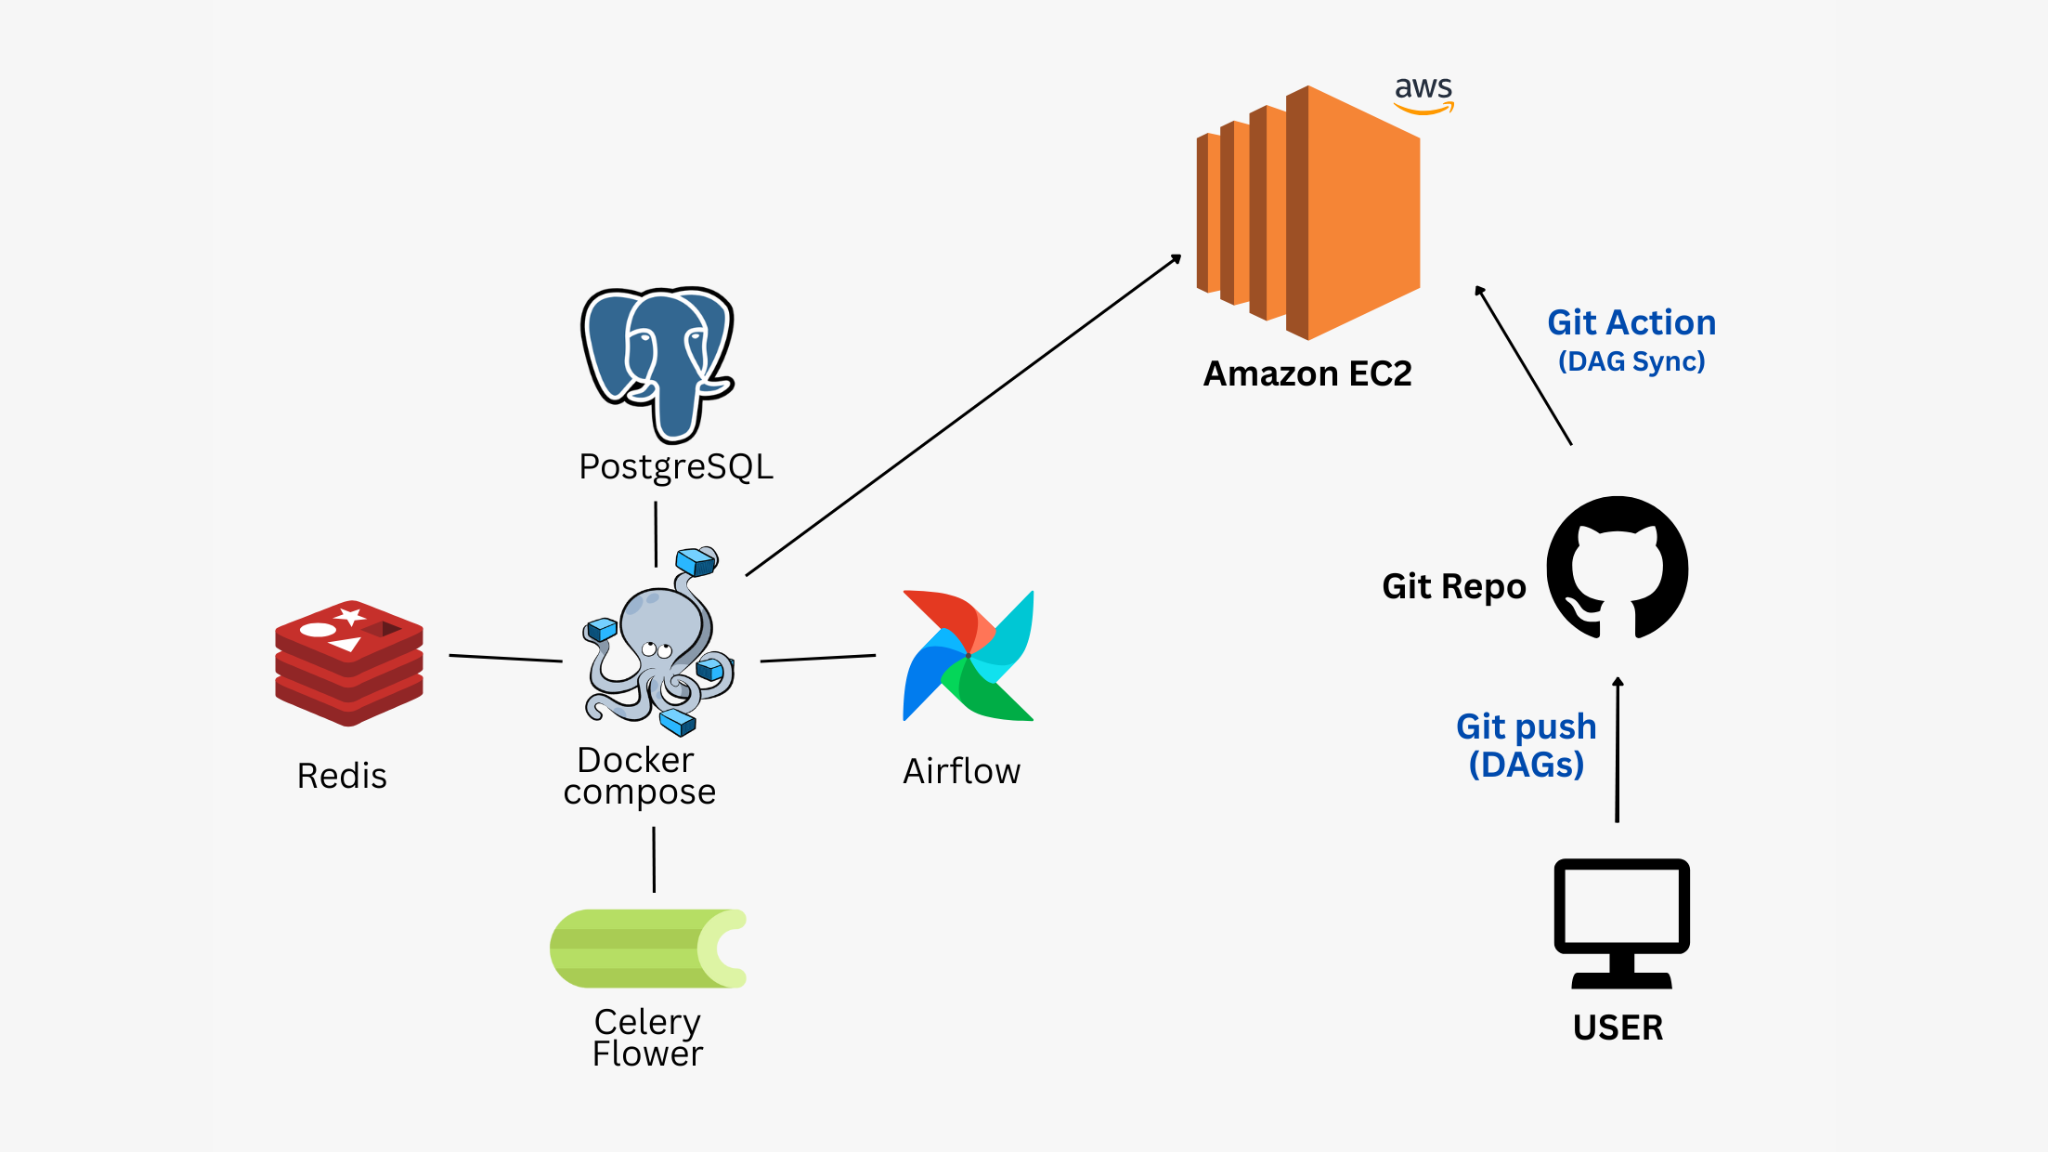 aws
Amazon EC2
Git Action
(DAG Sync)
PostgreSQL
Git Repo
Git push
(DAGs)
Redis
Docker
compose
Airflow
Celery
Flower
USER